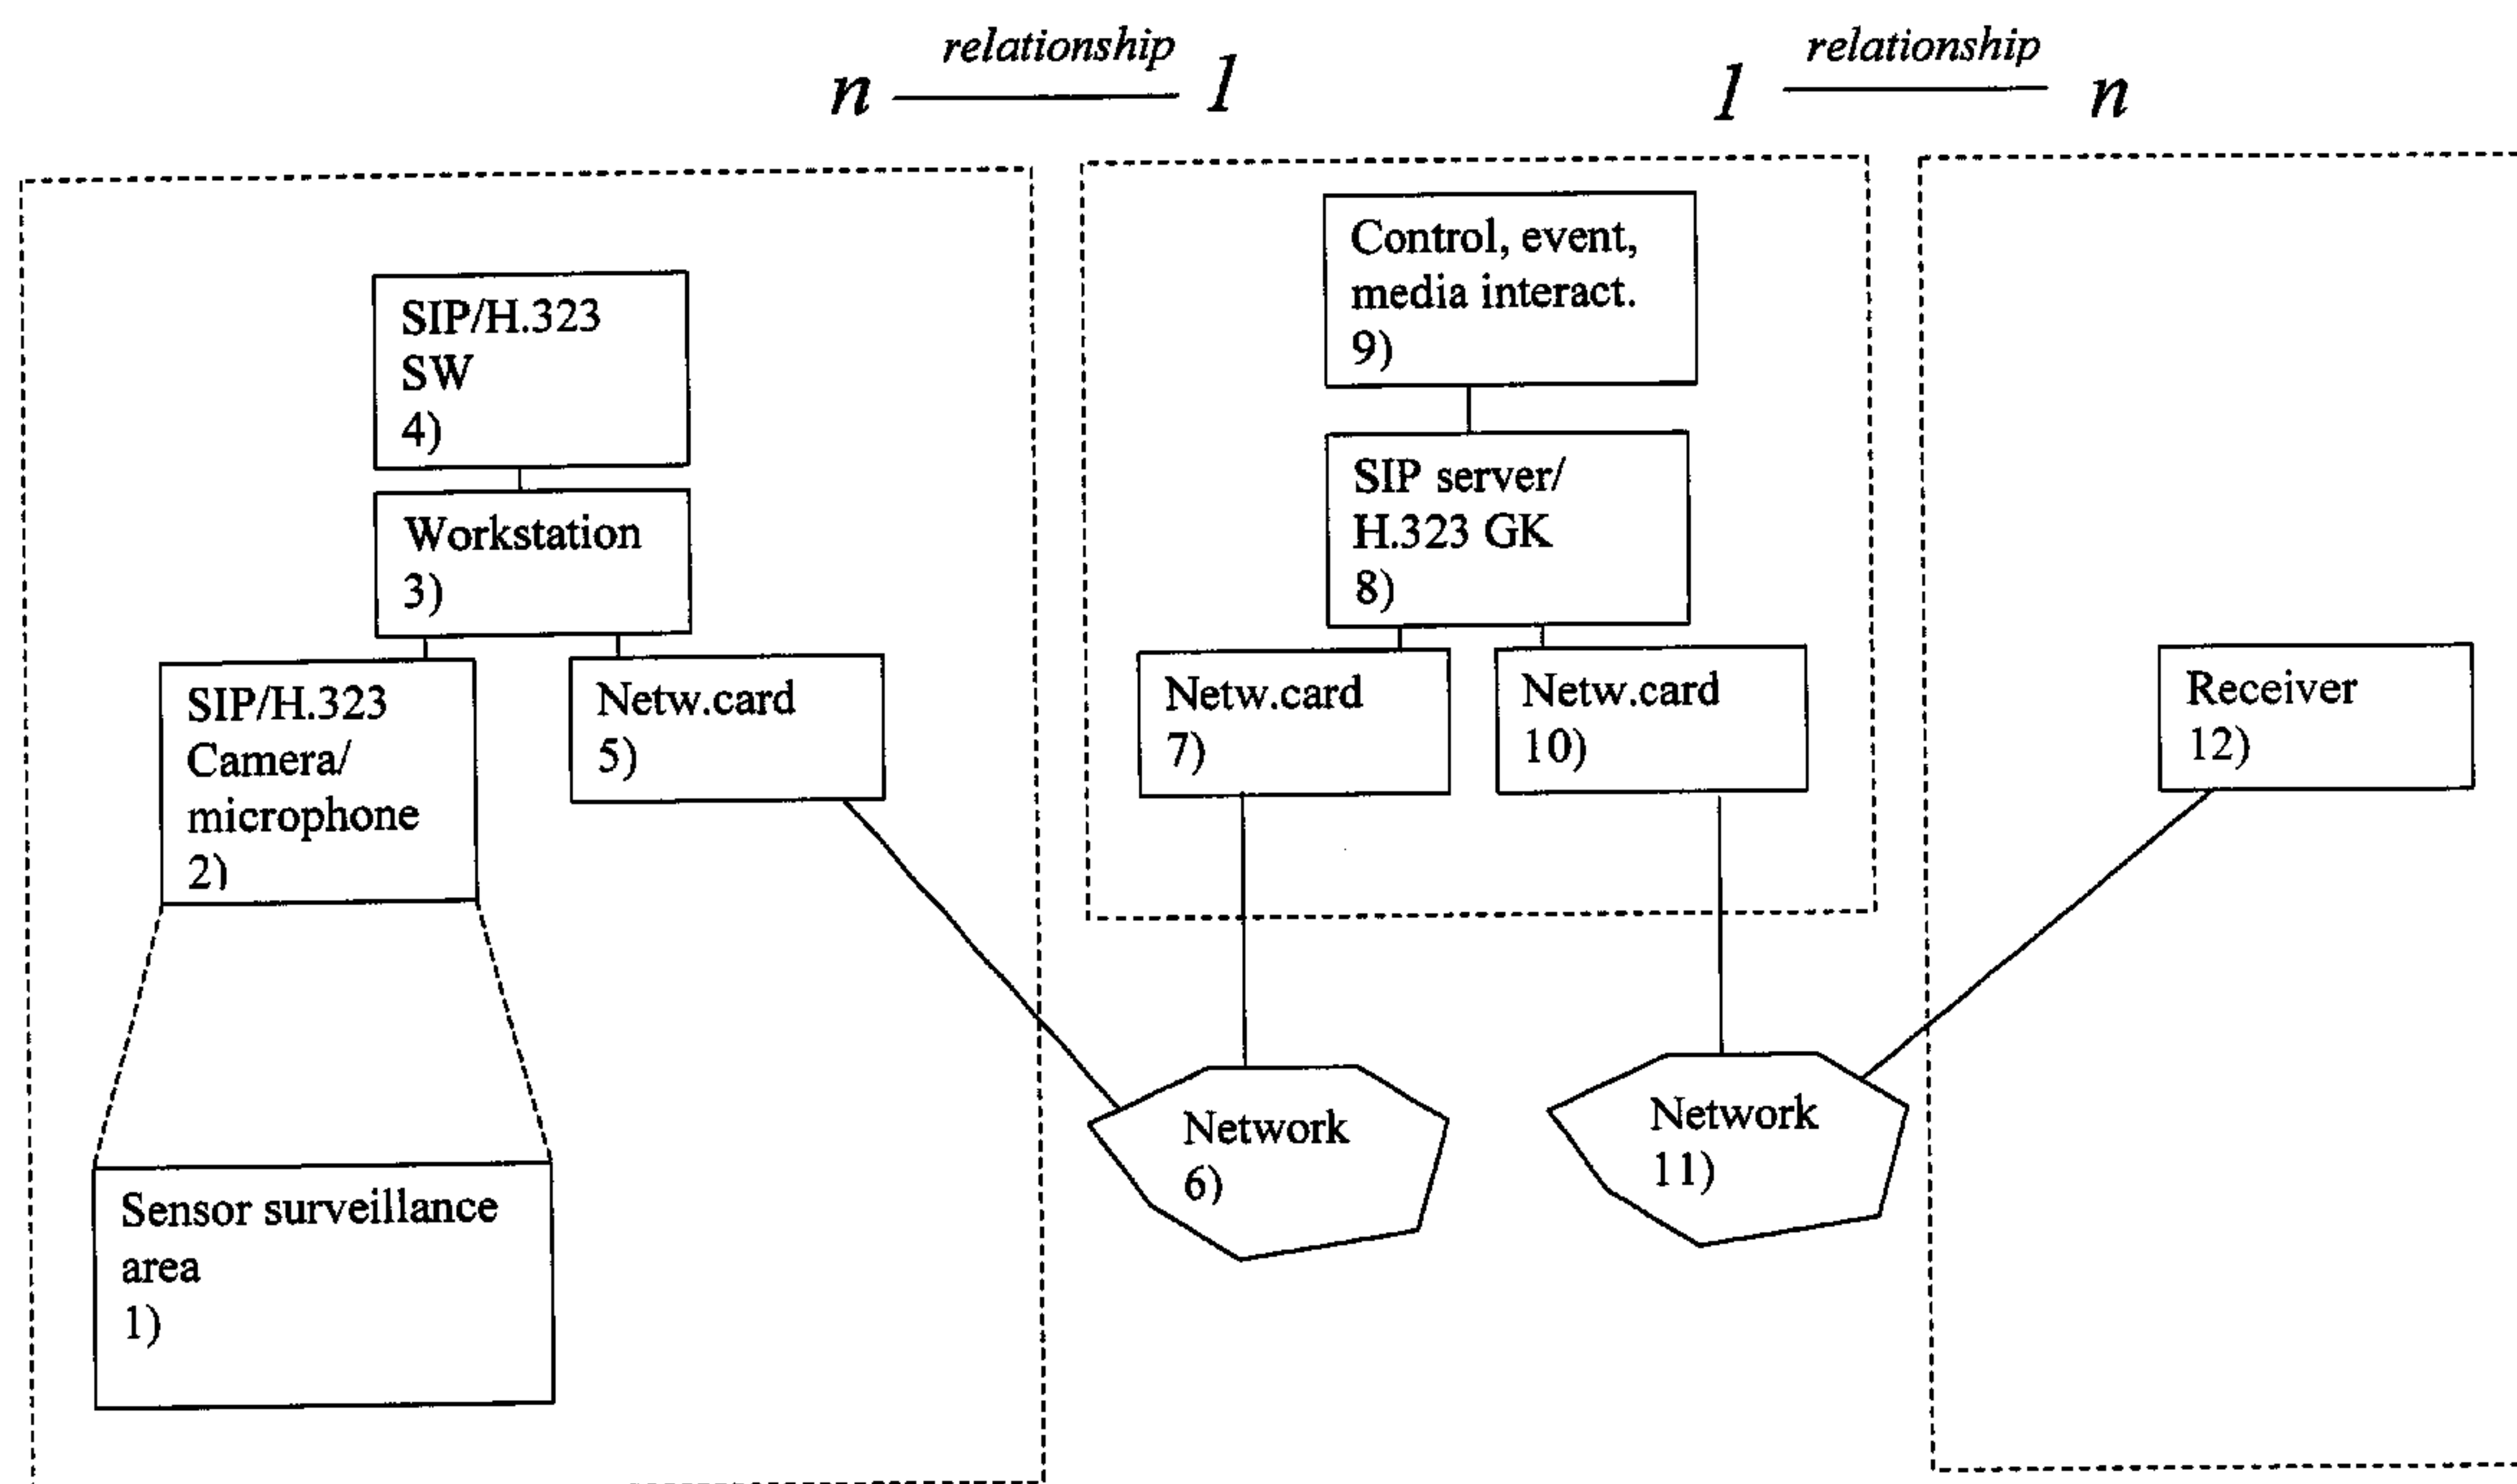 relationship
n 1
relationship
1 n
SIP/H.323
SW
4)
Workstation
3)
SIP/H.323
Camera/
microphone
2)
Netw.card
5)
Sensor surveillance
area
1)
Control, event,
media interact.
9)
SIP server/
H.323 GK
8)
Netw.card
7)
Netw.card
10)
Network
6)
Network
11)
Receiver
12)